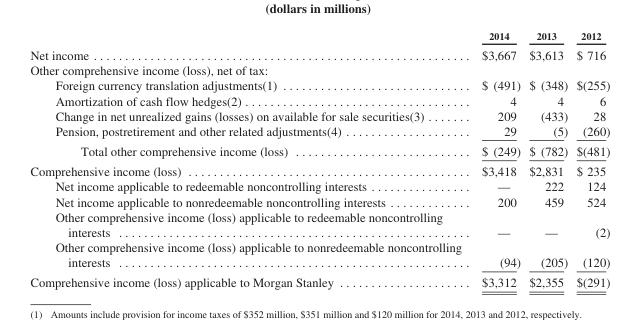 (dollars in millions)
2014 2013 2012
Net income $3,667 $3,613 $ 716
Other comprehensive income (loss), net of tax:
Foreign currency translation adjustments(1) $ (491) $ (348) $(255)
Amortization of cash flow hedges(2) 4 4 6
Change in net unrealized gains (losses) on available for sale securities(3) 209 (433) 28
Pension, postretirement and other related adjustments(4) 29 (5) (260)
Total other comprehensive income (loss) $ (249) $ (782) $(481)
Comprehensive income (loss) $3,418 $2,831 $ 235
Net income applicable to redeemable noncontrolling interests — 222 124
Net income applicable to nonredeemable noncontrolling interests 200 459 524
Other comprehensive income (loss) applicable to redeemable noncontrolling
interests — — (2)
Other comprehensive income (loss) applicable to nonredeemable noncontrolling
interests (94) (205) (120)
Comprehensive income (loss) applicable to Morgan Stanley $3,312 $2,355 $(291)
(1) Amounts include provision for income taxes of $352 million, $351 million and $120 million for 2014, 2013 and 2012, respectively.